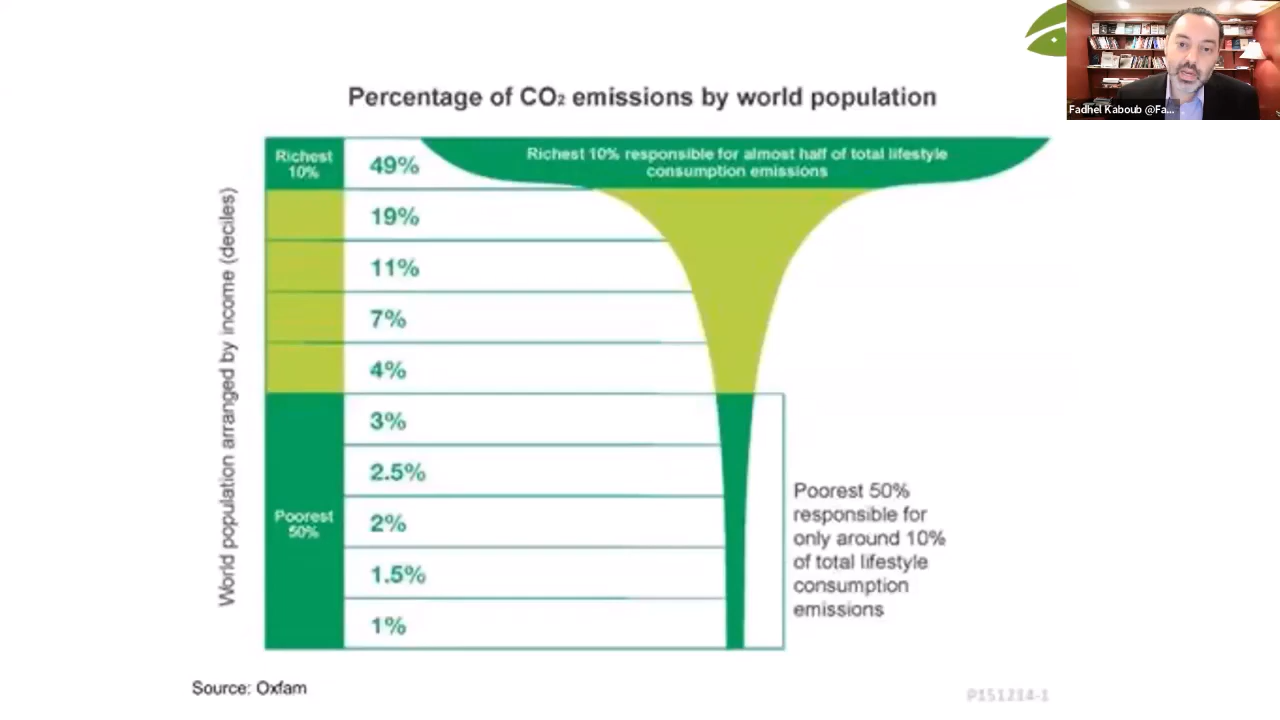 Fadhel Kaboub @Fa...
Percentage of CO₂ emissions by world population
World population arranged by income (deciles)
Richest
10%
49%
Richest 10% responsible for almost half of total lifestyle
consumption emissions
19%
11%
7%
4%
Poorest
50%
3%
2.5%
2%
1.5%
1%
Poorest 50%
responsible for
only around 10%
of total lifestyle
consumption
emissions
Source: Oxfam
P151214-1